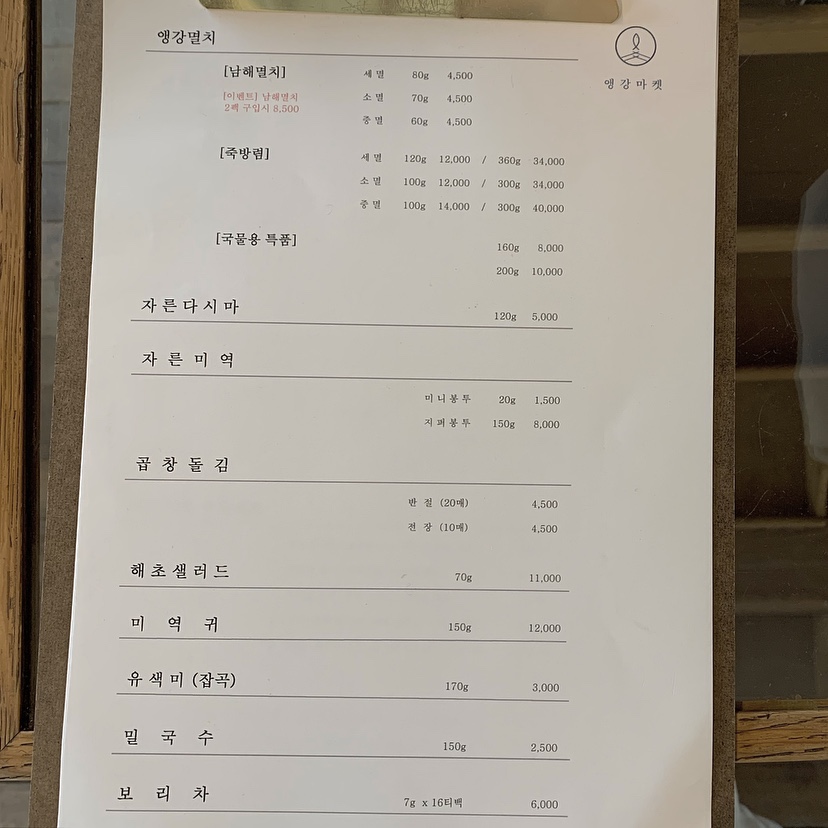 앵강멸치
앵강마켓
[남해멸치] 세멸 80g 4,500
[이벤트] 남해멸치 소멸 70g 4,500
2팩 구입시 8,500
중멸 60g 4,500
[죽방렴] 세멸 120g 12,000 / 360g 34,000
소멸 100g 12,000 / 300g 34,000
중멸 100g 14,000 / 300g 40,000
[국물용 특품] 160g 8,000
200g 10,000
자른다시마 120g 5,000
자른미역
미니봉투 20g 1,500
지퍼봉투 150g 8,000
곱창돌김
반절 (20매) 4,500
전장 (10매) 4,500
해초샐러드 70g 11,000
미역귀 150g 12,000
유색미 (잡곡) 170g 3,000
밀국수 150g 2,500
보리차 7g x 16티백 6,000